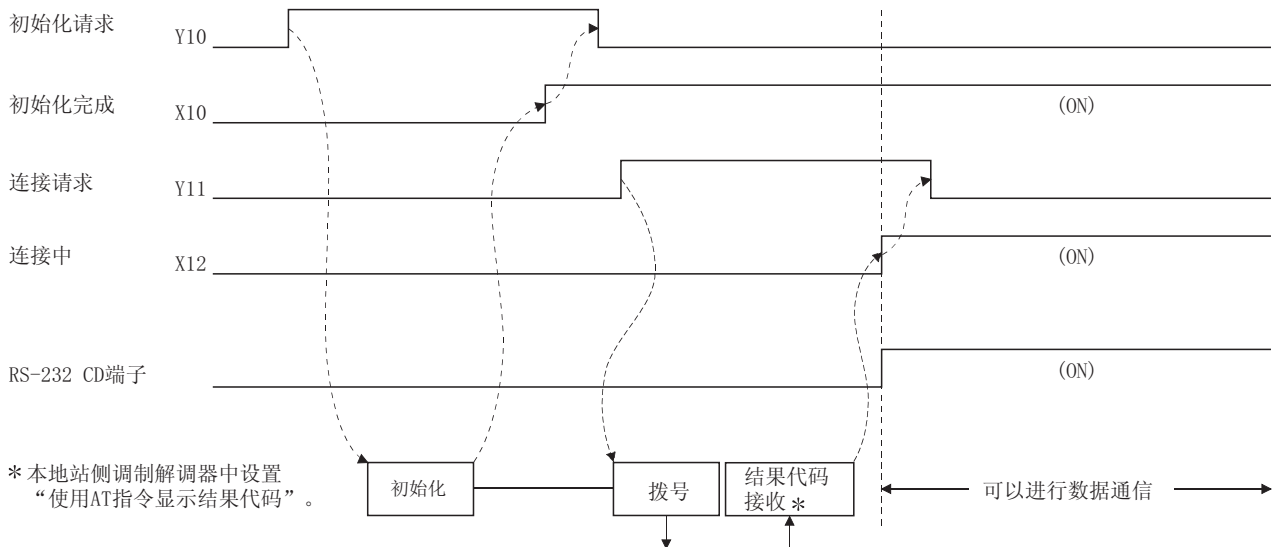 初始化请求
Y10
初始化完成
X10
(ON)
连接请求
Y11
连接中
X12
(ON)
RS-232 CD端子
(ON)
*本地站侧调制解调器中设置
“使用AT指令显示结果代码”。
初始化
拨号
结果代码
接收*
可以进行数据通信